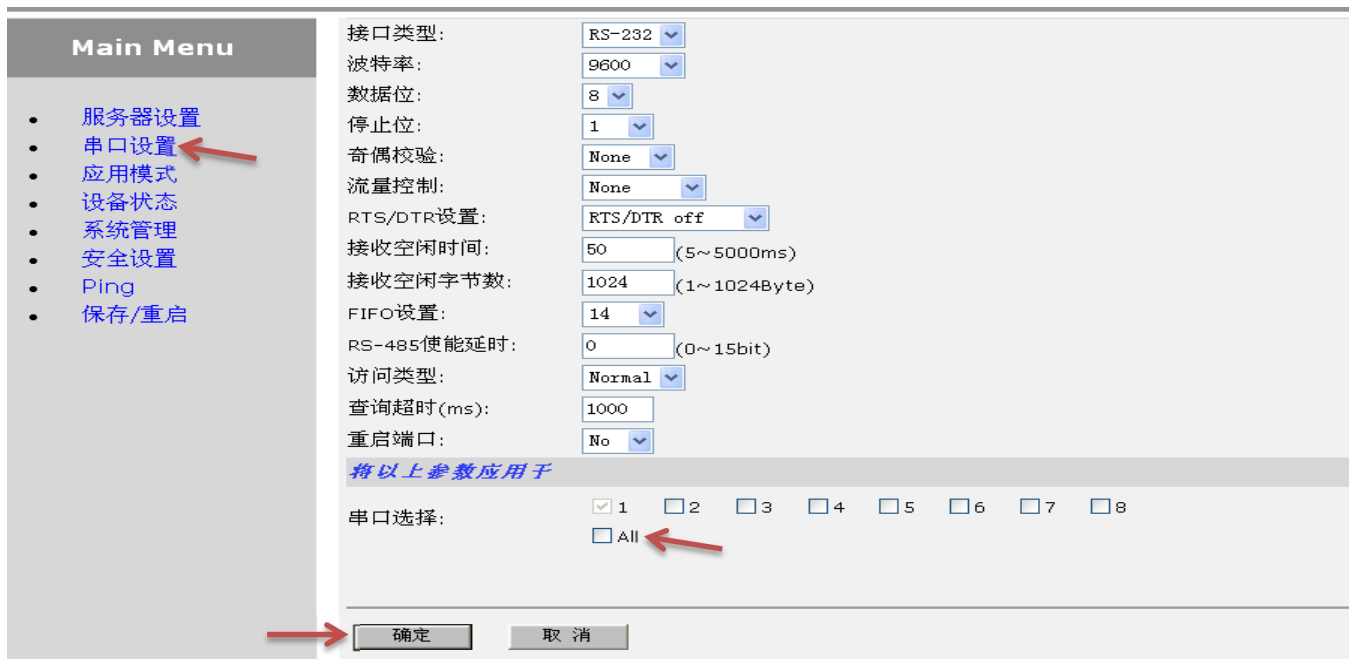 Main Menu
服务器设置
串口设置
应用模式
设备状态
系统管理
安全设置
Ping
保存/重启
接口类型: RS-232
波特率: 9600
数据位: 8
停止位: 1
奇偶校验: None
流量控制: None
RTS/DTR设置: RTS/DTR off
接收空闲时间: 50 (5~5000ms)
接收空闲字节数: 1024 (1~1024Byte)
FIFO设置: 14
RS-485使能延时: 0 (0~15bit)
访问类型: Normal
查询超时(ms): 1000
重启端口: No
将以上参数应用于
串口选择: 1 2 3 4 5 6 7 8
All
确定 取 消